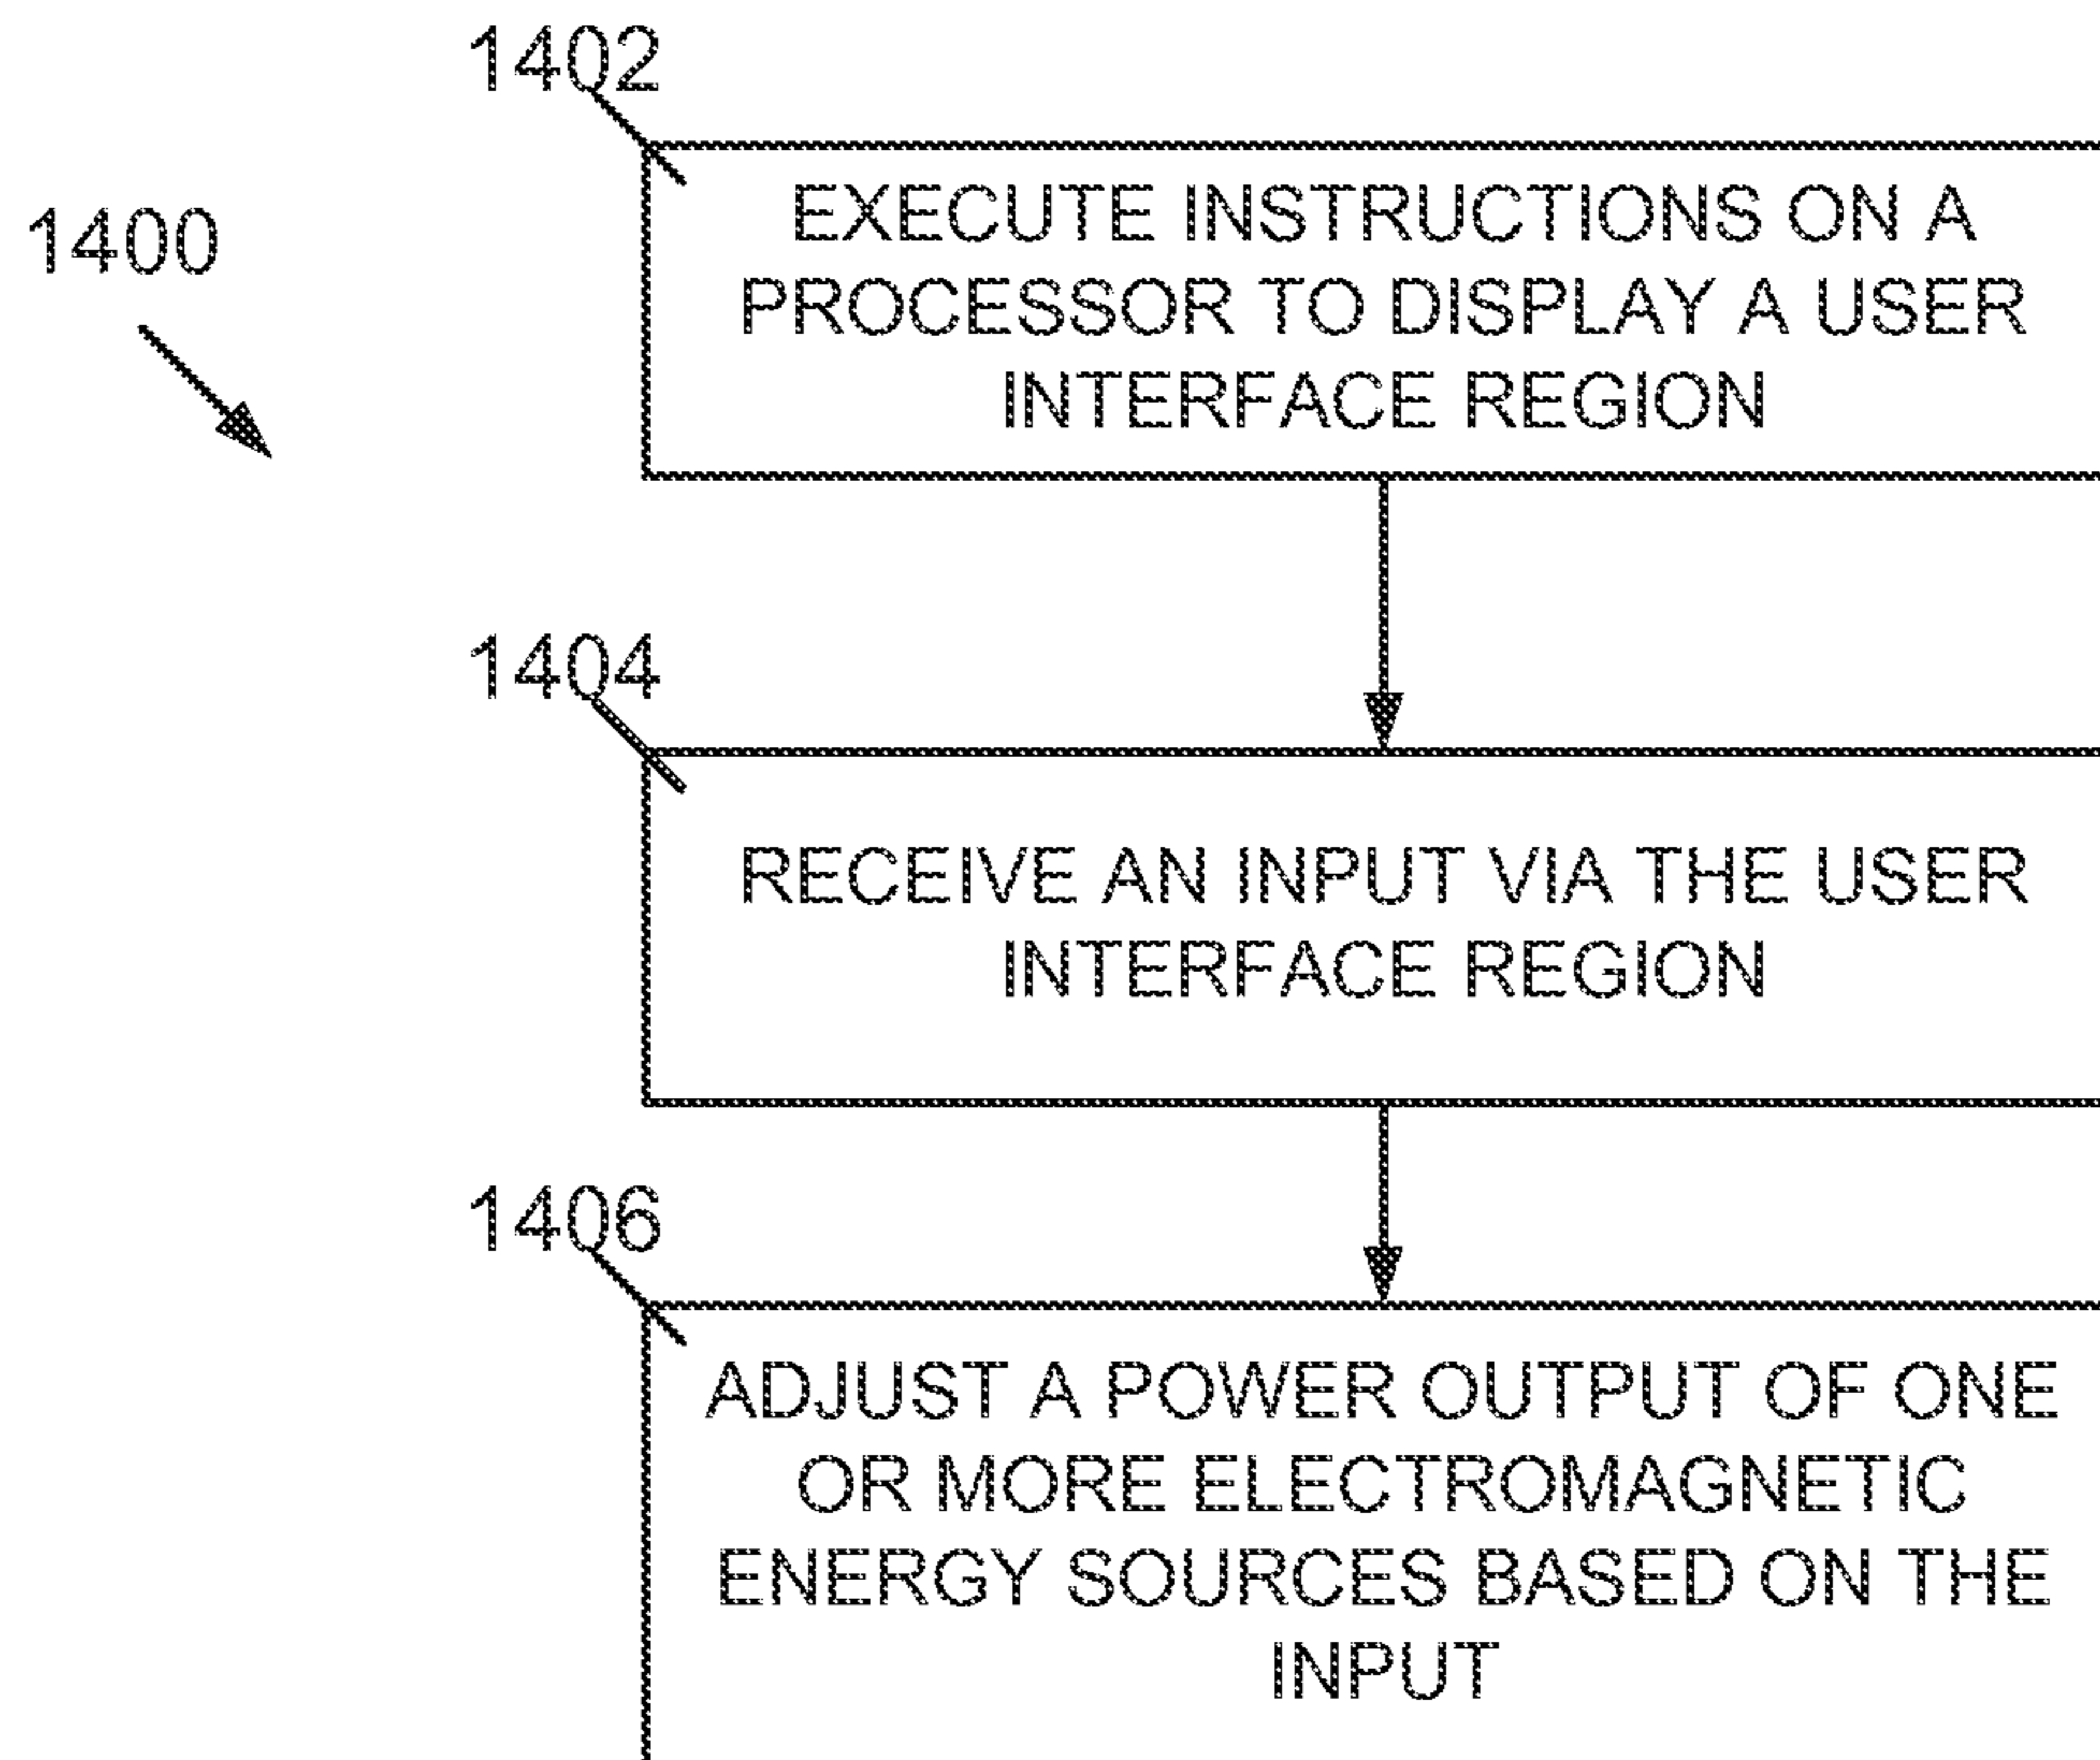 1402
1400
EXECUTE INSTRUCTIONS ON A
PROCESSOR TO DISPLAY A USER
INTERFACE REGION
1404
RECEIVE AN INPUT VIA THE USER
INTERFACE REGION
1406
ADJUST A POWER OUTPUT OF ONE
OR MORE ELECTROMAGNETIC
ENERGY SOURCES BASED ON THE
INPUT